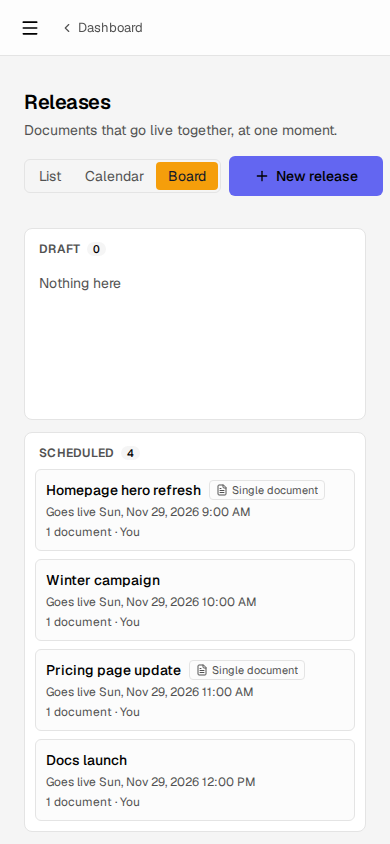 Dashboard
Releases
Documents that go live together, at one moment.
List Calendar Board New release
DRAFT 0
Nothing here
SCHEDULED 4
Homepage hero refresh Single document
Goes live Sun, Nov 29, 2026 9:00 AM
1 document · You
Winter campaign
Goes live Sun, Nov 29, 2026 10:00 AM
1 document · You
Pricing page update Single document
Goes live Sun, Nov 29, 2026 11:00 AM
1 document · You
Docs launch
Goes live Sun, Nov 29, 2026 12:00 PM
1 document · You